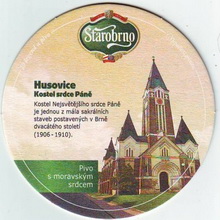 Starobrno
Husovice
Kostel srdce Páně
Kostel Nejsvětějšího srdce Páně
je jednou z mála sakrálních
staveb postavených v Brně
dvacátého století
(1906-1910).
Pivo
s moravským
srdcem